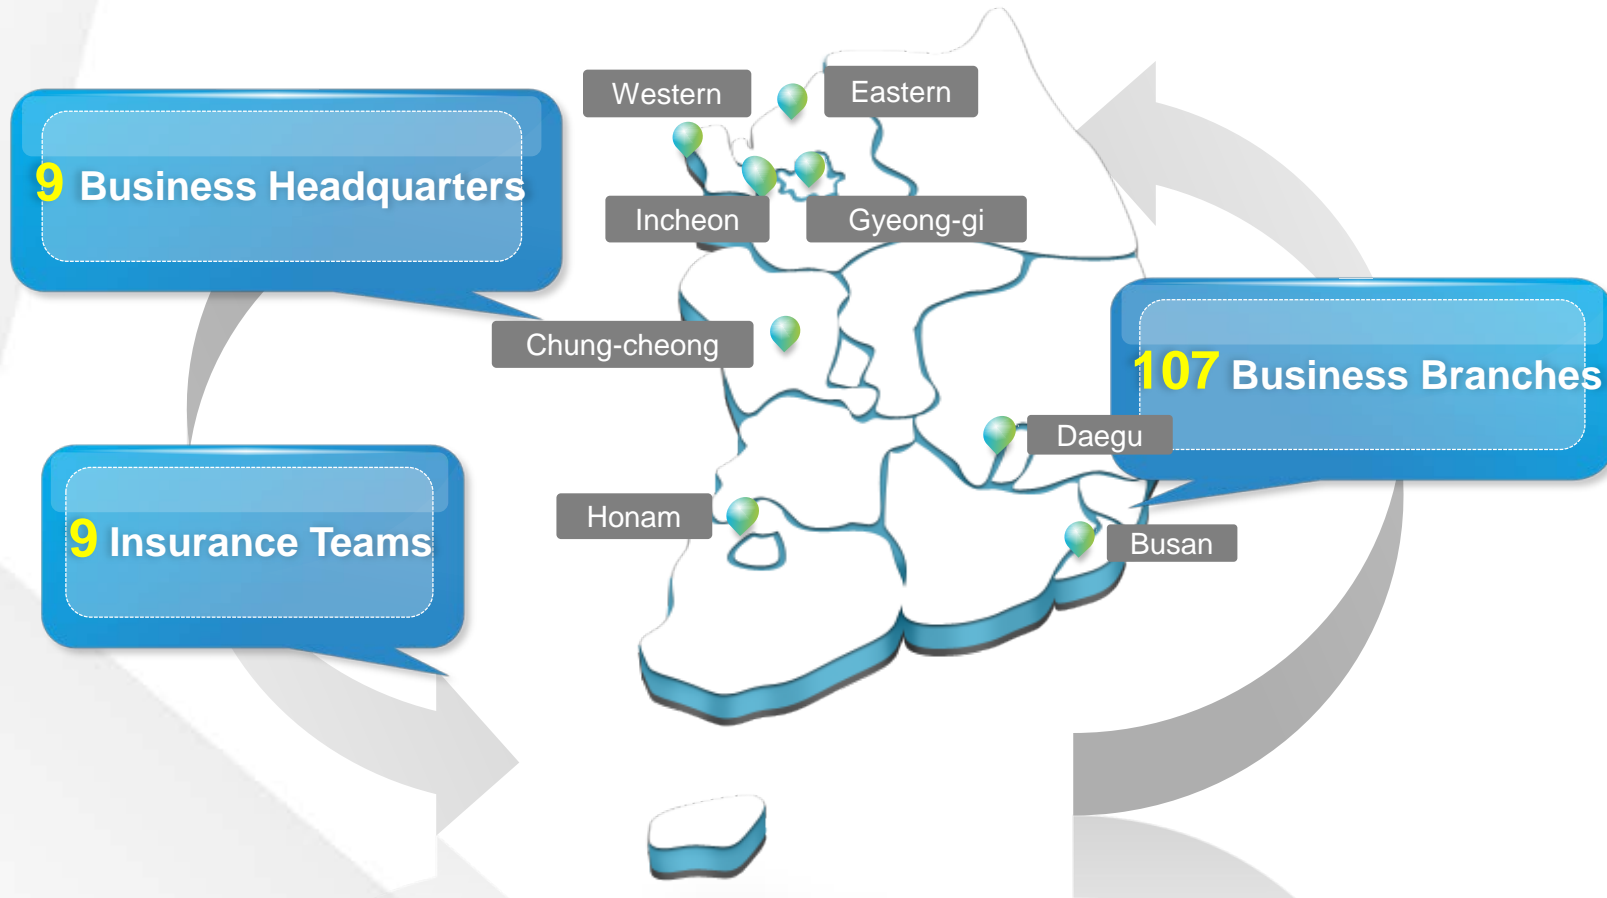 Western
Eastern
9 Business Headquarters
Incheon
Gyeong-gi
Chung-cheong
107 Business Branches
Daegu
9 Insurance Teams
Honam
Busan